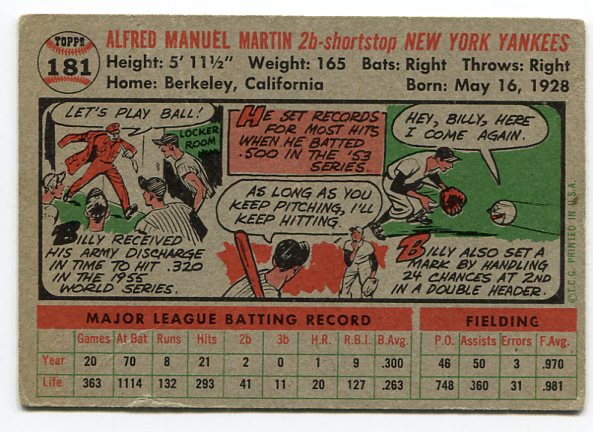 TOPPS
181
ALFRED MANUEL MARTIN 2b-shortstop NEW YORK YANKEES
Height: 5' 11½" Weight: 165 Bats: Right Throws: Right
Home: Berkeley, California Born: May 16, 1928
LET'S PLAY BALL!
LOCKER
ROOM
BILLY RECEIVED
HIS ARMY DISCHARGE
IN TIME TO HIT .320
IN THE 1955
WORLD SERIES.
HE SET RECORDS
FOR MOST HITS
WHEN HE BATTED
.500 IN THE '53
SERIES.
AS LONG AS YOU
KEEP PITCHING, I'LL
KEEP HITTING.
HEY, BILLY, HERE
I COME AGAIN.
BILLY ALSO SET A
MARK BY HANDLING
24 CHANCES AT 2ND
IN A DOUBLE HEADER.
© T.C.G. PRINTED IN U.S.A.
MAJOR LEAGUE BATTING RECORD FIELDING
Games At Bat Runs Hits 2b 3b H.R. R.B.I. B.Avg. P.O. Assists Errors F.Avg.
Year 20 70 8 21 2 0 1 9 .300 46 50 3 .970
Life 363 1114 132 293 41 11 20 127 .263 748 360 31 .981